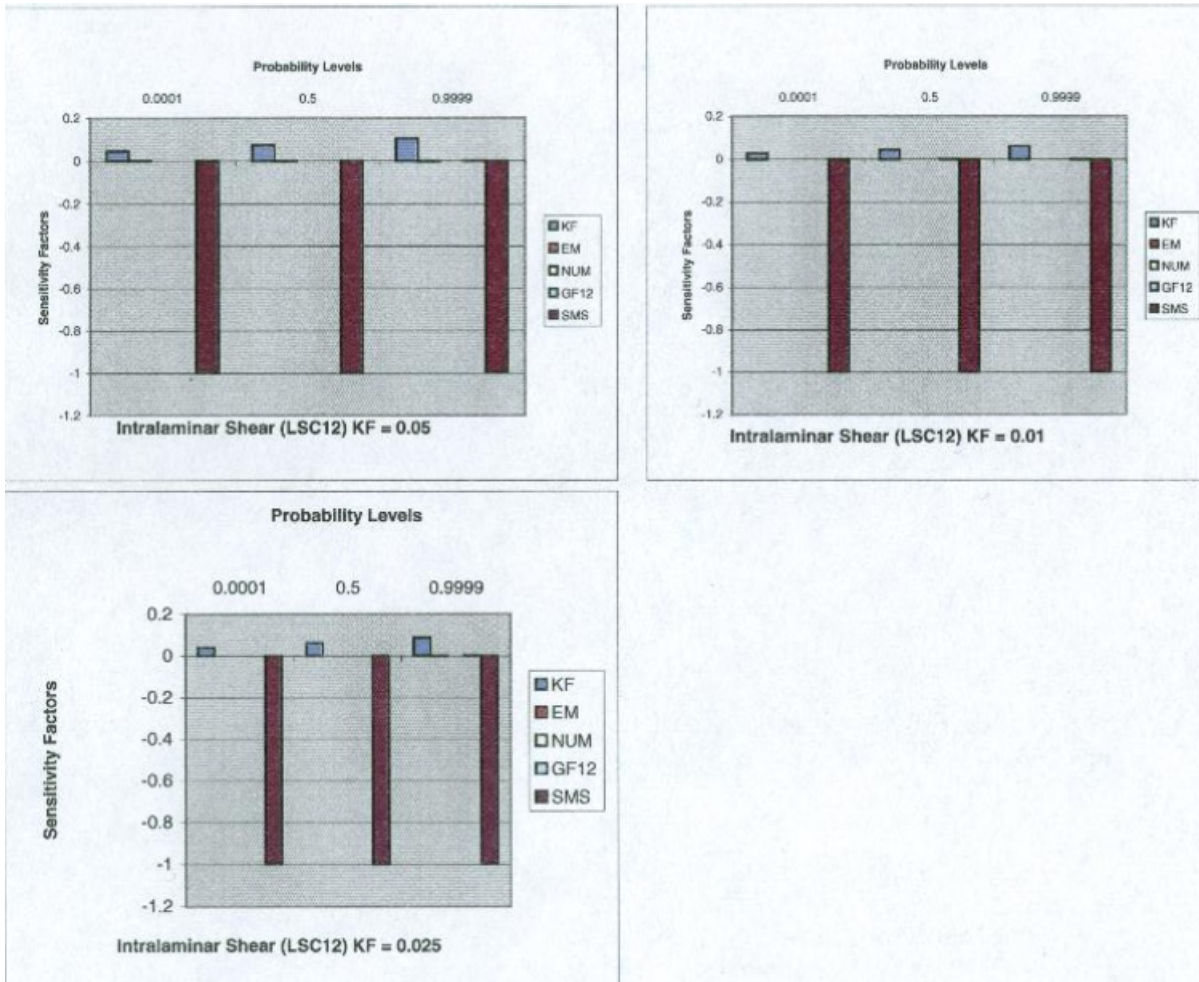 Probability Levels
0.0001 0.5 0.9999
0.2
0
-0.2
-0.4
-0.6
-0.8
-1
-1.2
Sensitivity Factors
KF
EM
NUM
GF12
SMS
Intralaminar Shear (LSC12) KF = 0.05
Probability Levels
0.0001 0.5 0.9999
0.2
0
-0.2
-0.4
-0.6
-0.8
-1
-1.2
Sensitivity Factors
KF
EM
NUM
GF12
SMS
Intralaminar Shear (LSC12) KF = 0.01
Probability Levels
0.0001 0.5 0.9999
0.2
0
-0.2
-0.4
-0.6
-0.8
-1
-1.2
Sensitivity Factors
KF
EM
NUM
GF12
SMS
Intralaminar Shear (LSC12) KF = 0.025